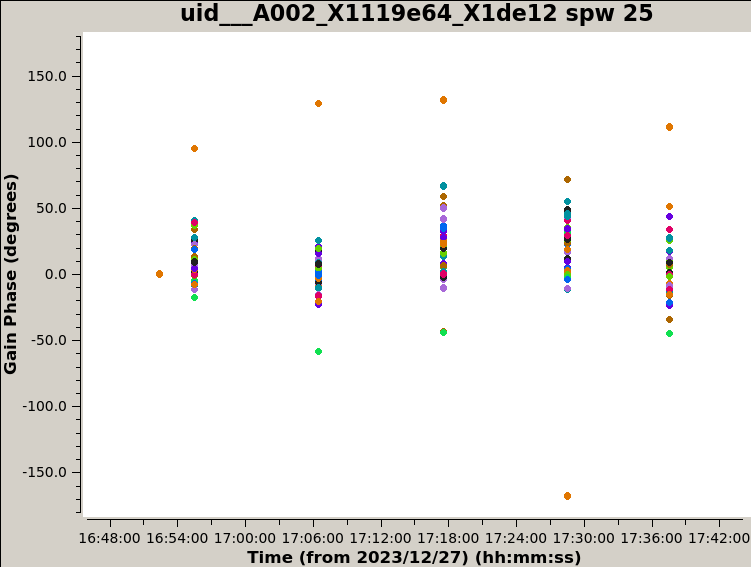 uid___A002_X1119e64_X1de12 spw 25
150.0
100.0
50.0
0.0
-50.0
-100.0
-150.0
Gain Phase (degrees)
16:48:00 16:54:00 17:00:00 17:06:00 17:12:00 17:18:00 17:24:00 17:30:00 17:36:00 17:42:00
Time (from 2023/12/27) (hh:mm:ss)